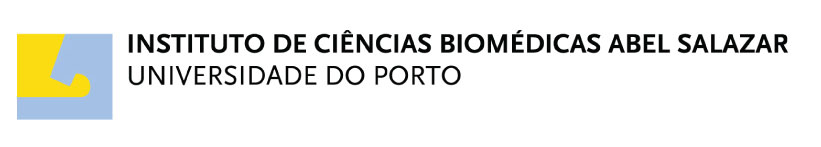 INSTITUTO DE CIÊNCIAS BIOMÉDICAS ABEL SALAZAR
UNIVERSIDADE DO PORTO